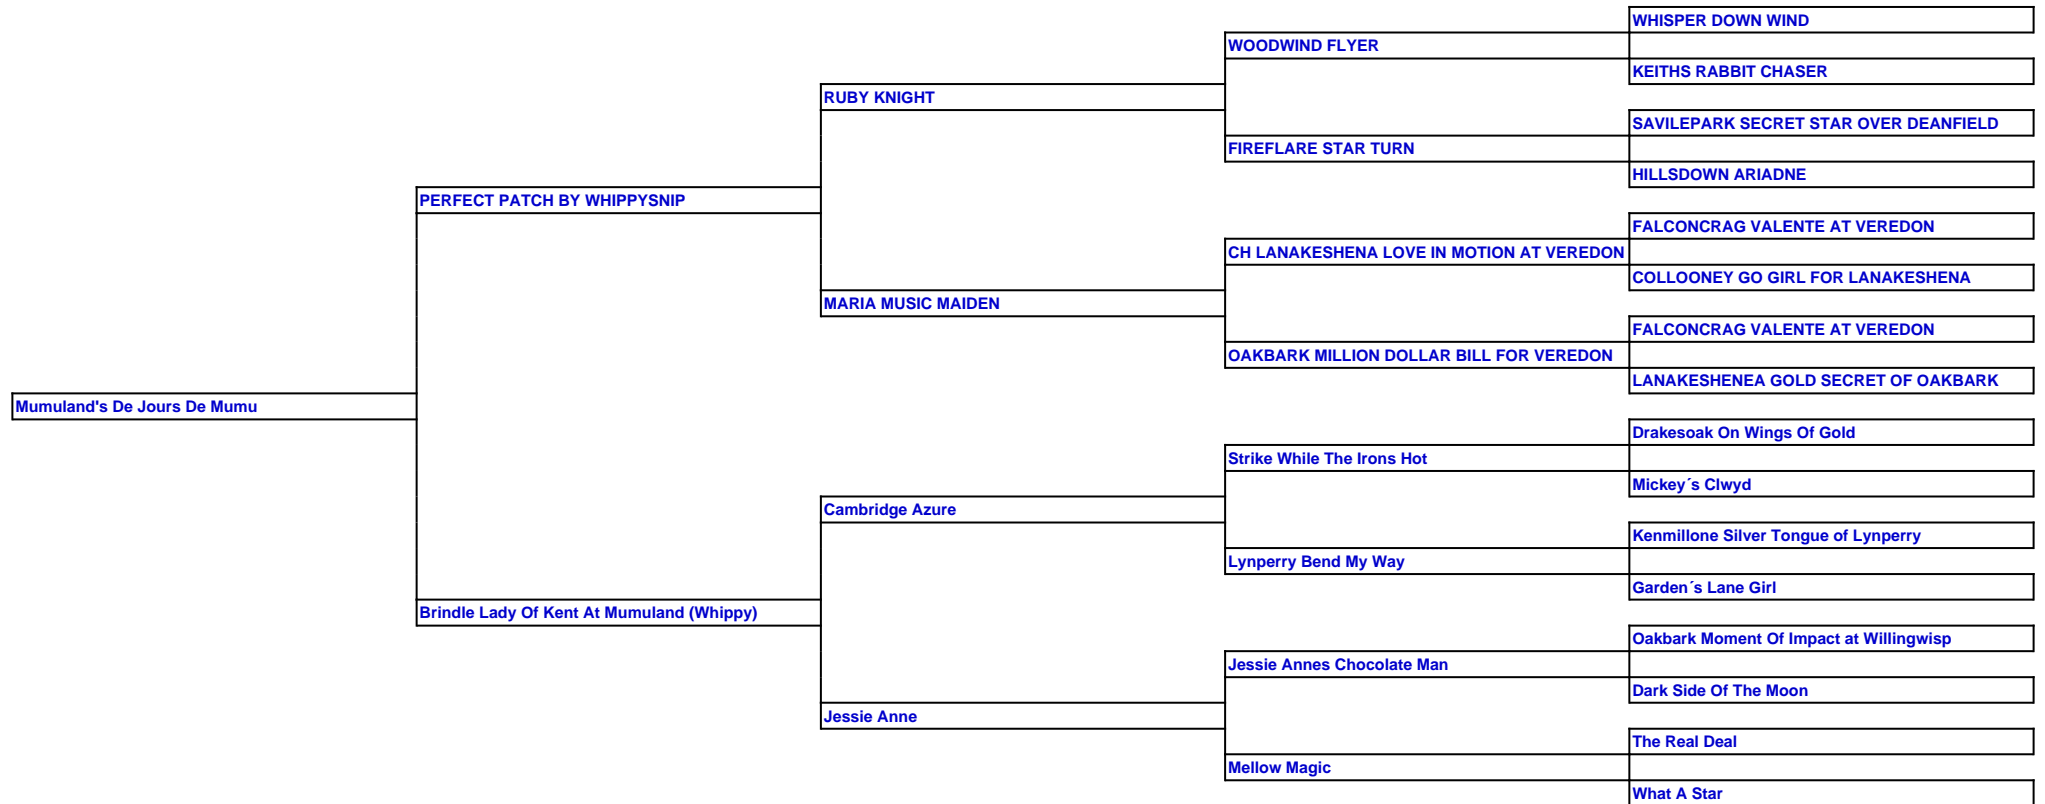 WHISPER DOWN WIND
WOODWIND FLYER
KEITHS RABBIT CHASER
RUBY KNIGHT
SAVILEPARK SECRET STAR OVER DEANFIELD
FIREFLARE STAR TURN
HILLSDOWN ARIADNE
PERFECT PATCH BY WHIPPYSNIP
FALCONCRAG VALENTE AT VEREDON
CH LANAKESHENA LOVE IN MOTION AT VEREDON
COLLOONEY GO GIRL FOR LANAKESHENA
MARIA MUSIC MAIDEN
FALCONCRAG VALENTE AT VEREDON
OAKBARK MILLION DOLLAR BILL FOR VEREDON
LANAKESHENEA GOLD SECRET OF OAKBARK
Mumuland's De Jours De Mumu
Drakesoak On Wings Of Gold
Strike While The Irons Hot
Mickey´s Clwyd
Cambridge Azure
Kenmillone Silver Tongue of Lynperry
Lynperry Bend My Way
Garden´s Lane Girl
Brindle Lady Of Kent At Mumuland (Whippy)
Oakbark Moment Of Impact at Willingwisp
Jessie Annes Chocolate Man
Dark Side Of The Moon
Jessie Anne
The Real Deal
Mellow Magic
What A Star